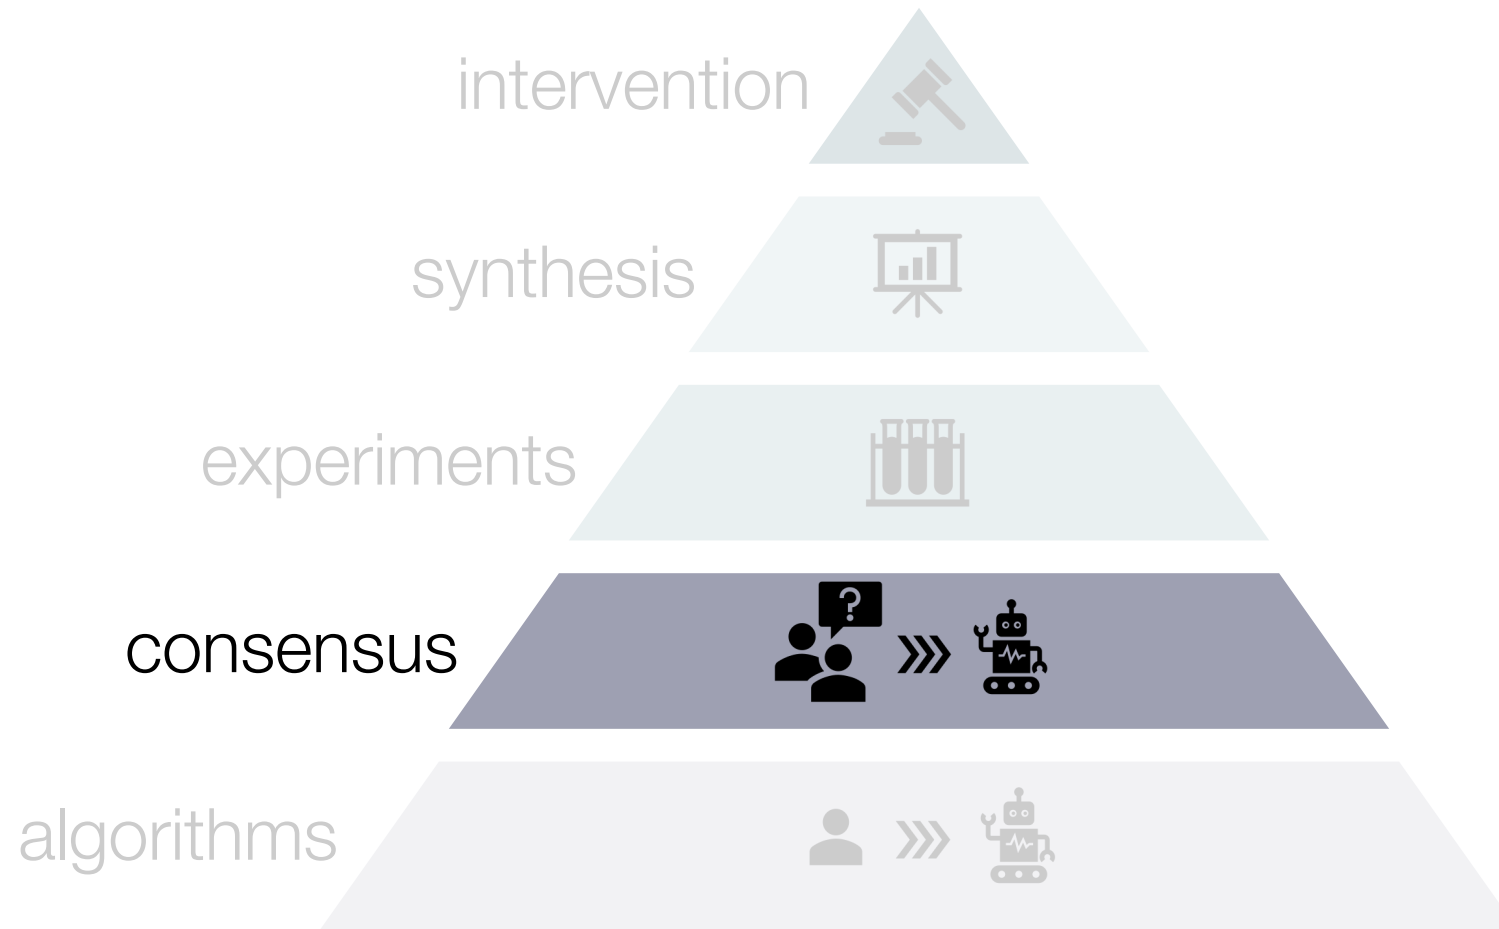 intervention
synthesis
experiments
?
consensus
algorithms